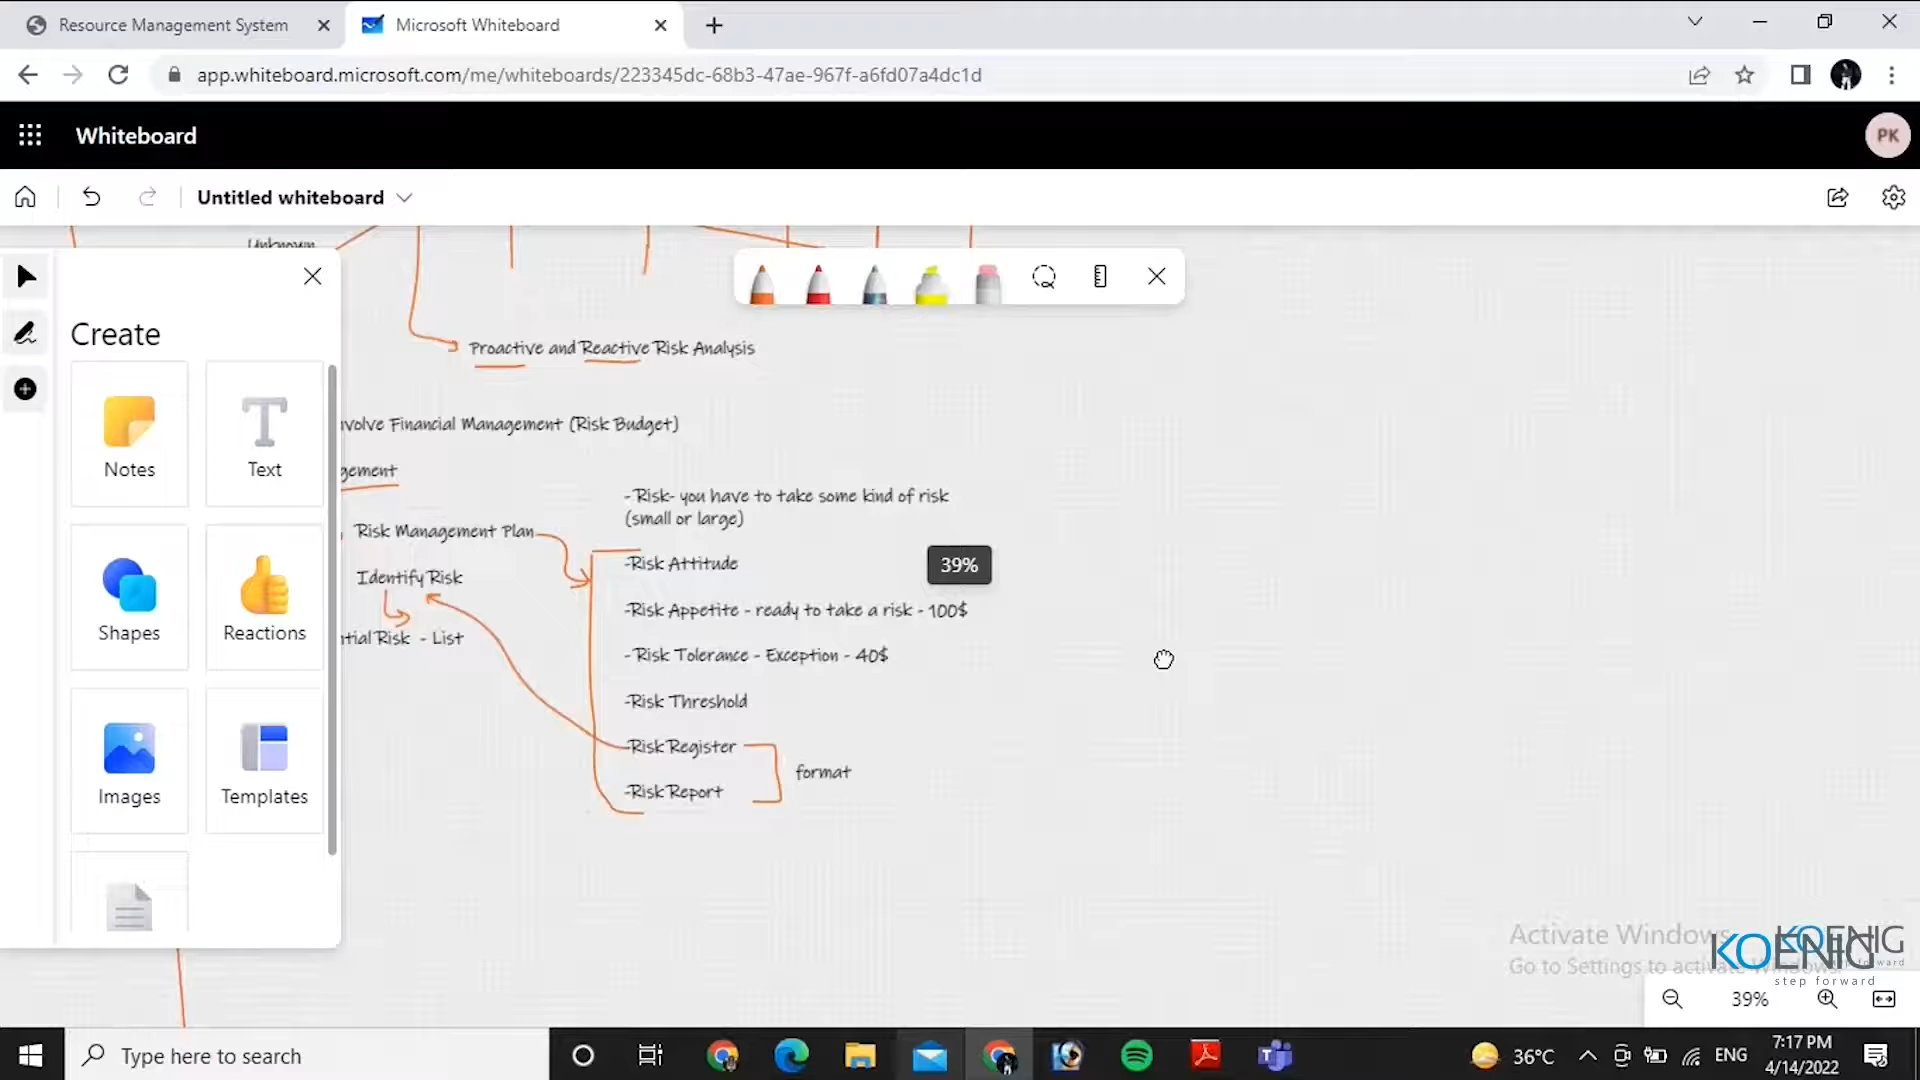 Resource Management System
Microsoft Whiteboard
app.whiteboard.microsoft.com/me/whiteboards/223345dc-68b3-47ae-967f-a6fd07a4dc1d
Whiteboard
PK
Untitled whiteboard
Unknown
Create
Notes
Text
Shapes
Reactions
Images
Templates
Proactive and Reactive Risk Analysis
nvolve Financial Management (Risk Budget)
gement
- Risk- you have to take some kind of risk
(small or large)
Risk Management Plan
-Risk Attitude
39%
Identify Risk
-Risk Appetite - ready to take a risk - 100$
ntial Risk - List
- Risk Tolerance - Exception - 40$
-Risk Threshold
-Risk Register
format
-Risk Report
Activate Windows
Go to Settings to activate Windows.
KOENIG
KOENIG
step forward
39%
Type here to search
36°C
ENG
7:17 PM
4/14/2022